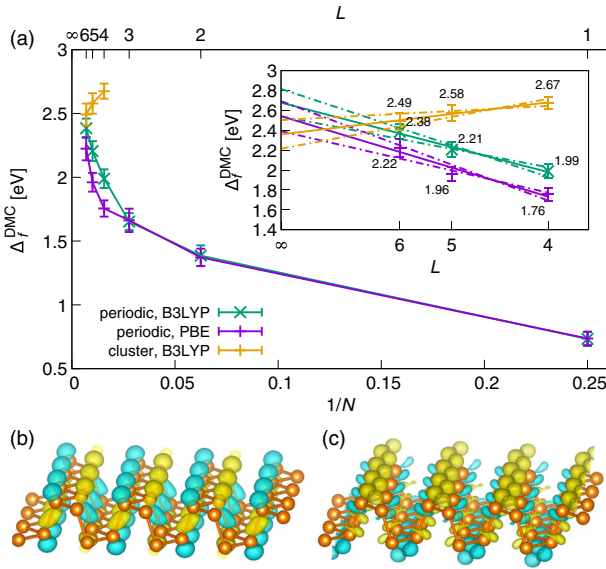 L
(a)
∞ 6 5 4 3 2 1
3
2.5
2
1.5
1
0.5
Δ_f^DMC [eV]
0 0.05 0.1 0.15 0.2 0.25
1/N
periodic, B3LYP
periodic, PBE
cluster, B3LYP
3
2.8
2.6
2.4
2.2
2
1.8
1.6
1.4
Δ_f^DMC [eV]
2.49 2.58 2.67
2.38 2.21 1.99
2.22 1.96 1.76
∞ 6 5 4
L
(b) (c)